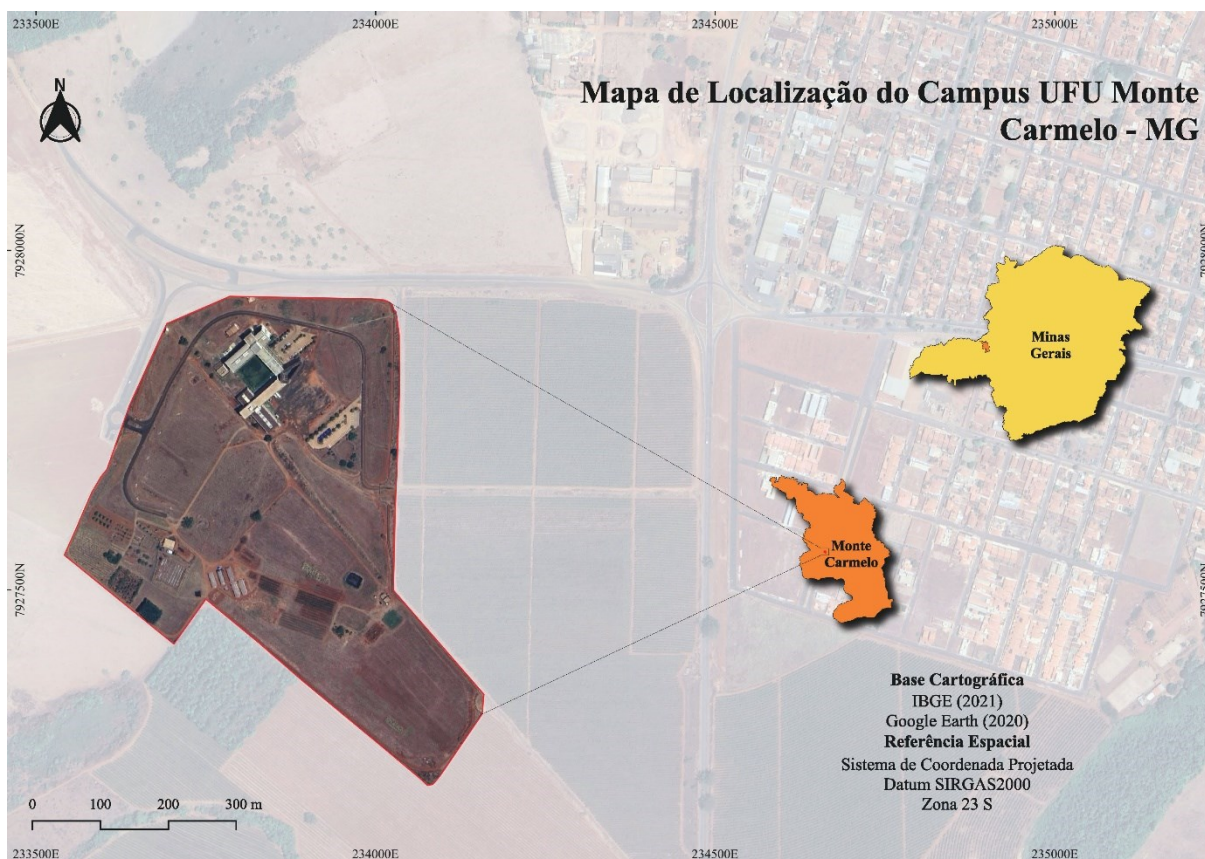 233500E
234000E
234500E
235000E
N
Mapa de Localização do Campus UFU Monte
Carmelo - MG
7928000N
7928000N
Minas
Gerais
Monte
Carmelo
7927500N
7927500N
Base Cartográfica
IBGE (2021)
Google Earth (2020)
Referência Espacial
Sistema de Coordenada Projetada
Datum SIRGAS2000
Zona 23 S
0 100 200 300 m
233500E
234000E
234500E
235000E